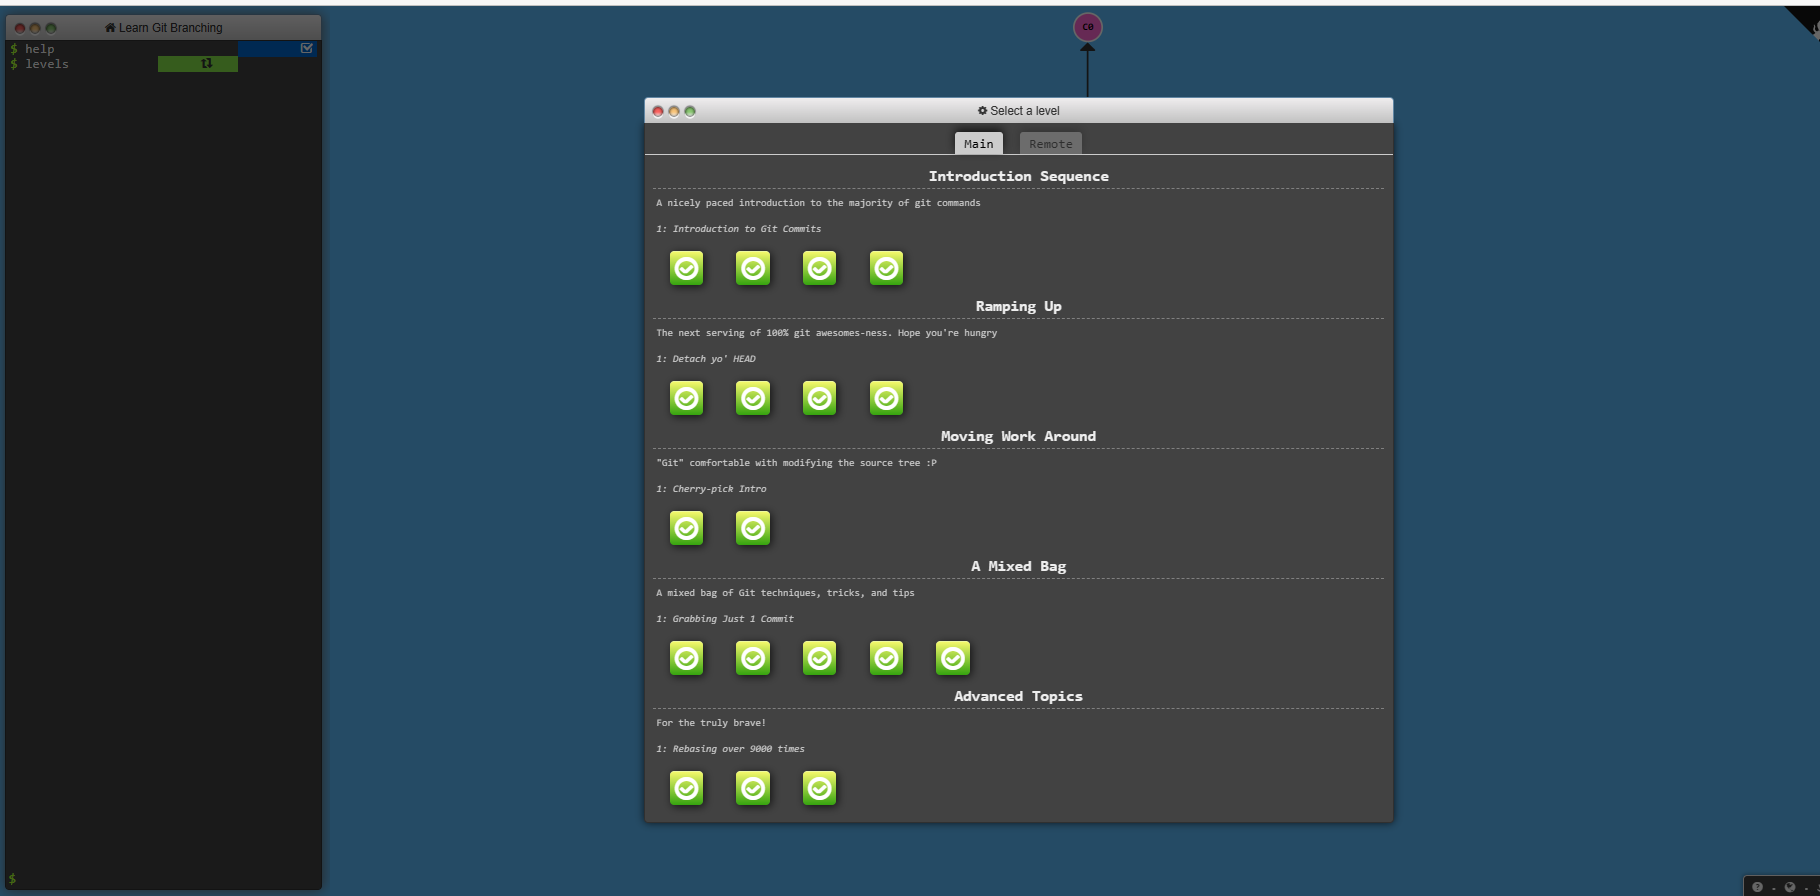 Learn Git Branching
$ help
$ levels
$
C0
Select a level
Main
Remote
Introduction Sequence
A nicely paced introduction to the majority of git commands
1: Introduction to Git Commits
Ramping Up
The next serving of 100% git awesomes-ness. Hope you're hungry
1: Detach yo' HEAD
Moving Work Around
"Git" comfortable with modifying the source tree :P
1: Cherry-pick Intro
A Mixed Bag
A mixed bag of Git techniques, tricks, and tips
1: Grabbing Just 1 Commit
Advanced Topics
For the truly brave!
1: Rebasing over 9000 times